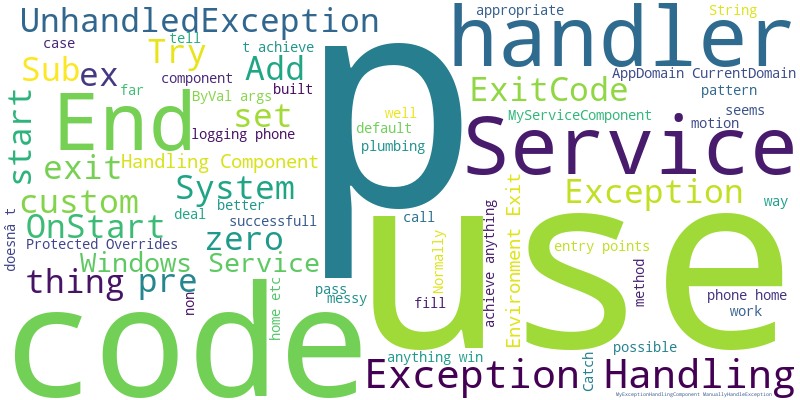 UnhandledException
handler
appropriate
String
case
tell
t achieve
Try
Sub
ex
component
Add
built
AppDomain CurrentDomain
far
ByVal args
ExitCode
pattern
p
End
set
well
MyServiceComponent
seems
start
logging phone
default
motion
plumbing
Service
exit
Handling Component
System
Exception
custom
better
use
way
OnStart
deal
successfull
call
doesnâ t
Protected Overrides
zero
Normally
achieve anything
Environment Exit
entry points
Windows Service
thing
pre
none
home etc
pass
messy
fill
method
phone home
work
code
anything win
Catch
possible
Exception Handling
MyExceptionHandlingComponent ManuallyHandleException